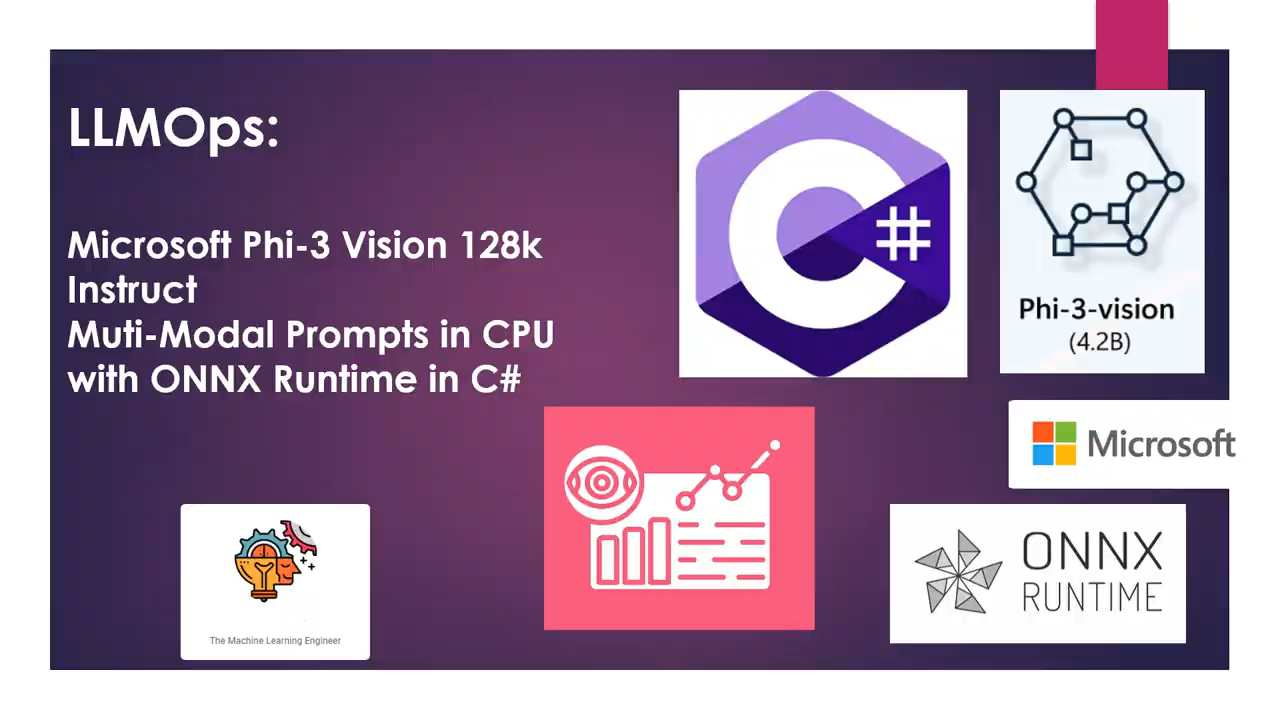 LLMOps:
Microsoft Phi-3 Vision 128k
Instruct
Muti-Modal Prompts in CPU
with ONNX Runtime in C#
C#
Phi-3-vision
(4.2B)
Microsoft
ONNX
RUNTIME
The Machine Learning Engineer